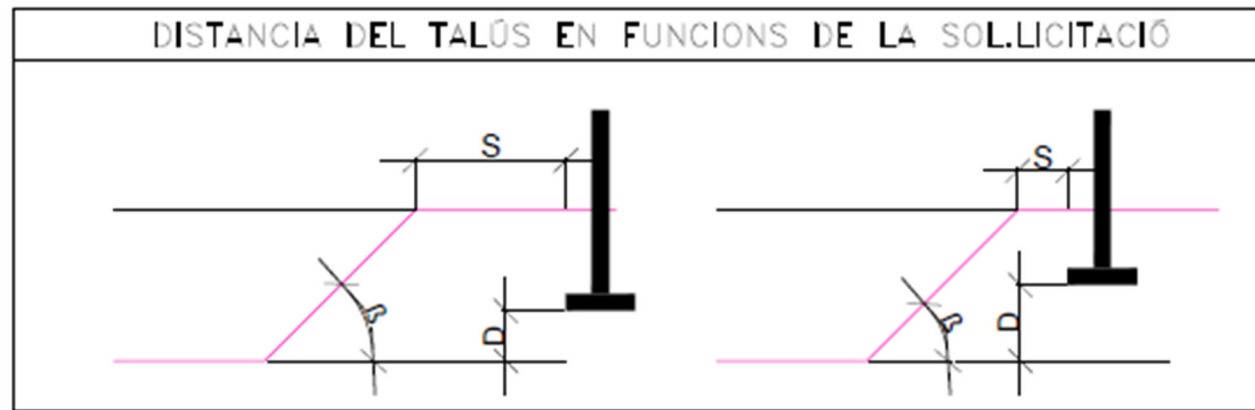 DISTANCIA DEL TALÚS EN FUNCIONS DE LA SOL.LICITACIÓ
S
S
β
D
β
D